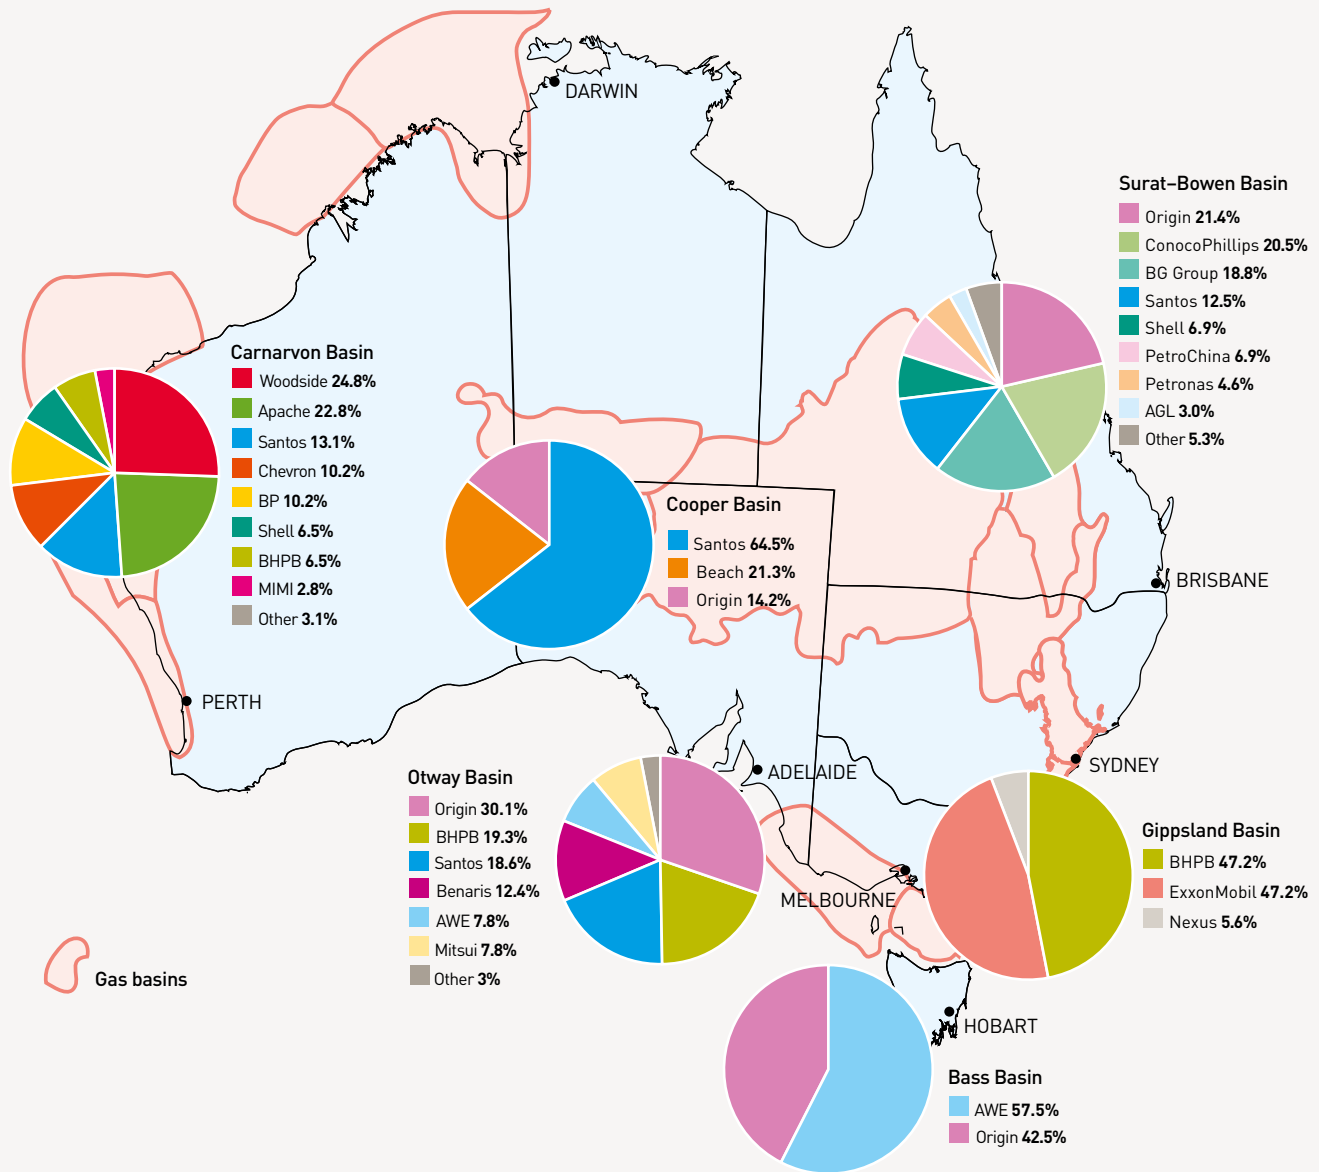 DARWIN
Surat–Bowen Basin
Origin 21.4%
ConocoPhillips 20.5%
BG Group 18.8%
Santos 12.5%
Shell 6.9%
PetroChina 6.9%
Petronas 4.6%
AGL 3.0%
Other 5.3%
Carnarvon Basin
Woodside 24.8%
Apache 22.8%
Santos 13.1%
Chevron 10.2%
BP 10.2%
Shell 6.5%
BHPB 6.5%
MIMI 2.8%
Other 3.1%
Cooper Basin
Santos 64.5%
Beach 21.3%
Origin 14.2%
BRISBANE
PERTH
SYDNEY
ADELAIDE
Otway Basin
Origin 30.1%
BHPB 19.3%
Santos 18.6%
Benaris 12.4%
AWE 7.8%
Mitsui 7.8%
Other 3%
MELBOURNE
Gippsland Basin
BHPB 47.2%
ExxonMobil 47.2%
Nexus 5.6%
Gas basins
HOBART
Bass Basin
AWE 57.5%
Origin 42.5%